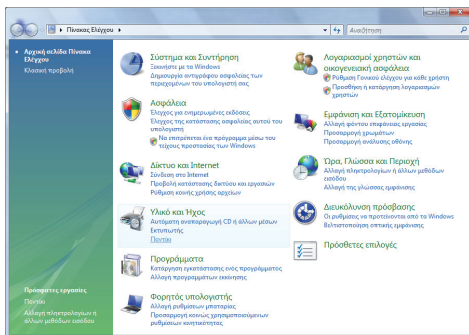 Πίνακας Ελέγχου
Αναζήτηση
Αρχική σελίδα Πίνακα
Ελέγχου
Κλασική προβολή
Σύστημα και Συντήρηση
Ξεκινήστε με τα Windows
Δημιουργία αντιγράφου ασφαλείας των
περιεχομένων του υπολογιστή σας
Ασφάλεια
Έλεγχος για ενημερωμένες εκδόσεις
Έλεγχος της κατάστασης ασφαλείας αυτού του
υπολογιστή
Να επιτρέπεται ένα πρόγραμμα μέσω του
τείχους προστασίας των Windows
Δίκτυο και Internet
Σύνδεση στο Internet
Προβολή κατάστασης δικτύου και εργασιών
Ρύθμιση κοινής χρήσης αρχείων
Υλικό και Ήχος
Αυτόματη αναπαραγωγή CD ή άλλων μέσων
Εκτυπωτής
Ποντίκι
Προγράμματα
Κατάργηση εγκατάστασης ενός προγράμματος
Αλλαγή προγραμμάτων εκκίνησης
Φορητός υπολογιστής
Αλλαγή ρυθμίσεων μπαταρίας
Προσαρμογή κοινώς χρησιμοποιούμενων
ρυθμίσεων κινητικότητας
Λογαριασμοί χρηστών και
οικογενειακή ασφάλεια
Ρύθμιση Γονικού ελέγχου για κάθε χρήστη
Προσθήκη ή κατάργηση λογαριασμών
χρηστών
Εμφάνιση και Εξατομίκευση
Αλλαγή φόντου επιφάνειας εργασίας
Προσαρμογή χρωμάτων
Προσαρμογή ανάλυσης οθόνης
Ώρα, Γλώσσα και Περιοχή
Αλλαγή πληκτρολογίων ή άλλων μεθόδων
εισόδου
Αλλαγή της γλώσσας εμφάνισης
Διευκόλυνση πρόσβασης
Οι ρυθμίσεις να προτείνονται από τα Windows
Βελτιστοποίηση οπτικής εμφάνισης
Πρόσθετες επιλογές
Πρόσφατες εργασίες
Ποντίκι
Αλλαγή πληκτρολογίων ή
άλλων μεθόδων εισόδου